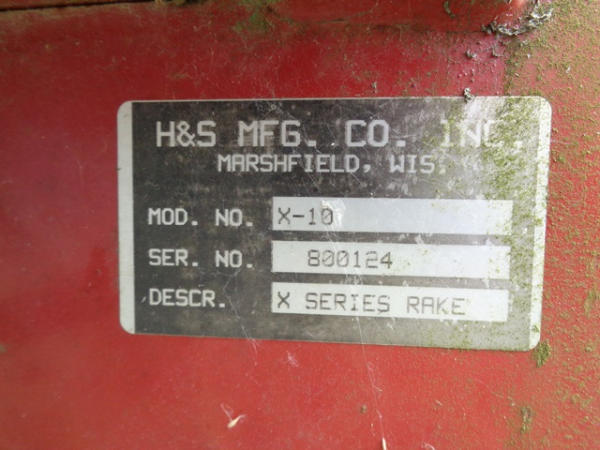 H&S MFG. CO. INC.
MARSHFIELD, WIS.
MOD. NO. X-10
SER. NO. 800124
DESCR. X SERIES RAKE